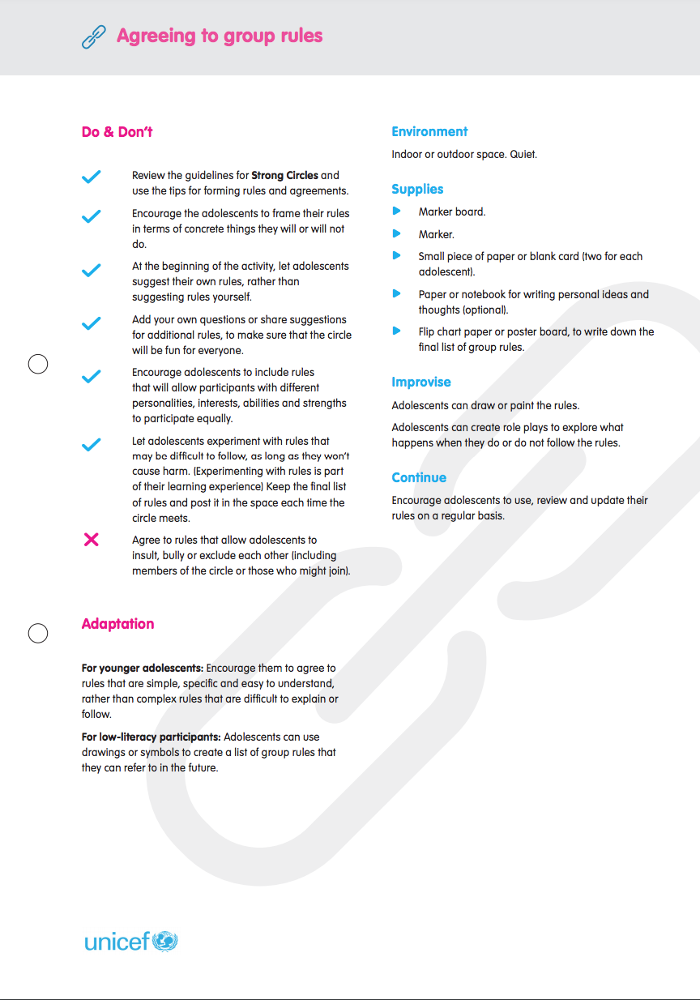 Agreeing to group rules
Do & Don't
Review the guidelines for Strong Circles and
use the tips for forming rules and agreements.
Encourage the adolescents to frame their rules
in terms of concrete things they will or will not
do.
At the beginning of the activity, let adolescents
suggest their own rules, rather than
suggesting rules yourself.
Add your own questions or share suggestions
for additional rules, to make sure that the circle
will be fun for everyone.
Encourage adolescents to include rules
that will allow participants with different
personalities, interests, abilities and strengths
to participate equally.
Let adolescents experiment with rules that
may be difficult to follow, as long as they won't
cause harm. (Experimenting with rules is part
of their learning experience) Keep the final list
of rules and post it in the space each time the
circle meets.
Agree to rules that allow adolescents to
insult, bully or exclude each other (including
members of the circle or those who might join).
Adaptation
For younger adolescents: Encourage them to agree to
rules that are simple, specific and easy to understand,
rather than complex rules that are difficult to explain or
follow.
For low-literacy participants: Adolescents can use
drawings or symbols to create a list of group rules that
they can refer to in the future.
Environment
Indoor or outdoor space. Quiet.
Supplies
Marker board.
Marker.
Small piece of paper or blank card (two for each
adolescent).
Paper or notebook for writing personal ideas and
thoughts (optional).
Flip chart paper or poster board, to write down the
final list of group rules.
Improvise
Adolescents can draw or paint the rules.
Adolescents can create role plays to explore what
happens when they do or do not follow the rules.
Continue
Encourage adolescents to use, review and update their
rules on a regular basis.
unicef